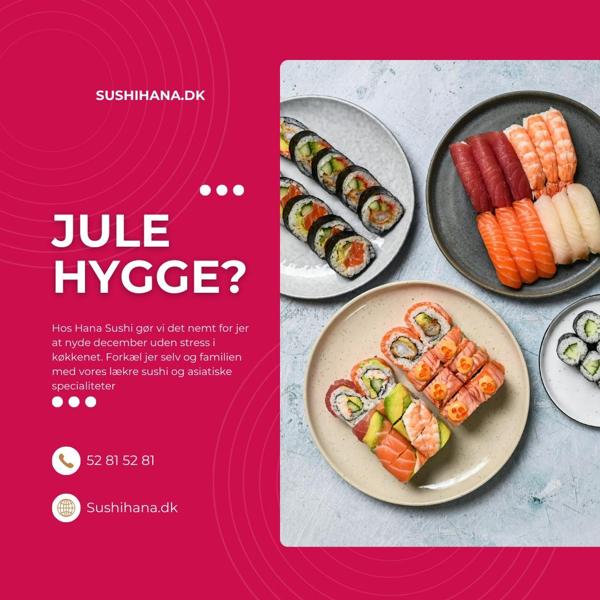 SUSHIHANA.DK
JULE
HYGGE?
Hos Hana Sushi gør vi det nemt for jer
at nyde december uden stress i
køkkenet. Forkæl jer selv og familien
med vores lækre sushi og asiatiske
specialiteter
52 81 52 81
Sushihana.dk